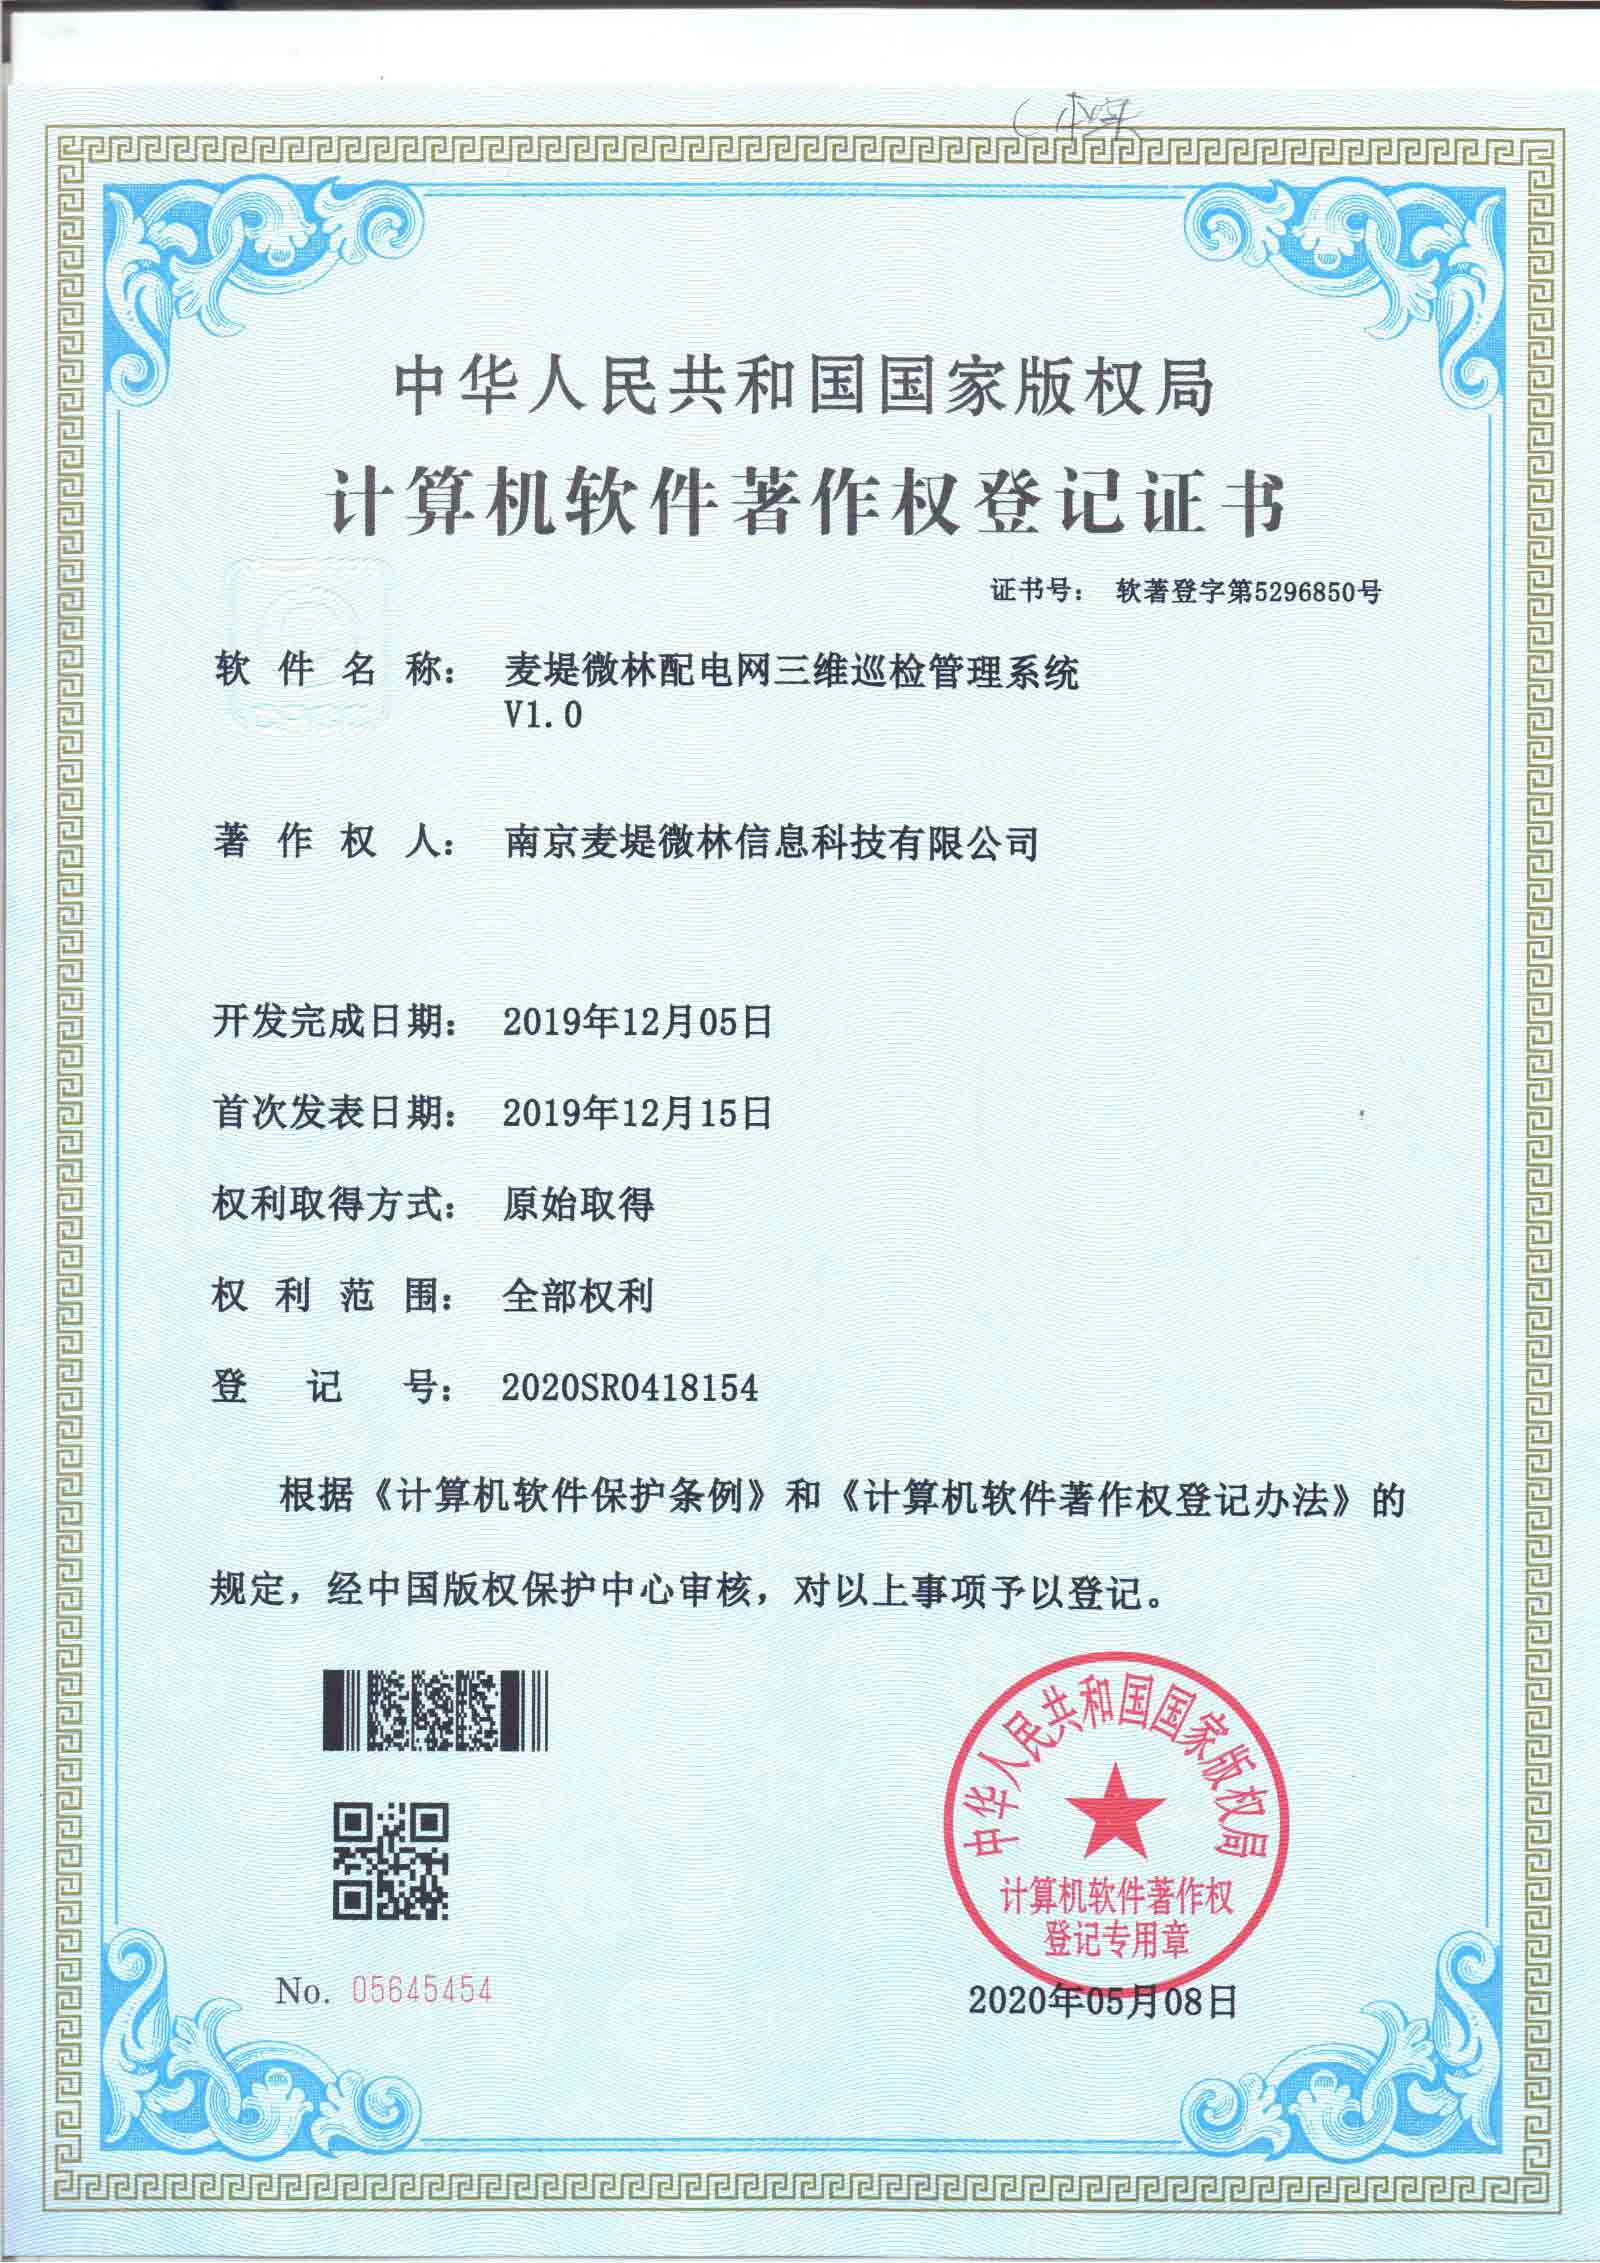 中华人民共和国国家版权局
计算机软件著作权登记证书
证书号： 软著登字第5296850号
软件名称： 麦堤微林配电网三维巡检管理系统
V1.0
著作权人： 南京麦堤微林信息科技有限公司
开发完成日期： 2019年12月05日
首次发表日期： 2019年12月15日
权利取得方式： 原始取得
权利范围： 全部权利
登记号： 2020SR0418154
根据《计算机软件保护条例》和《计算机软件著作权登记办法》的
规定，经中国版权保护中心审核，对以上事项予以登记。
中华人民共和国国家版权局
计算机软件著作权
登记专用章
No. 05645454
2020年05月08日